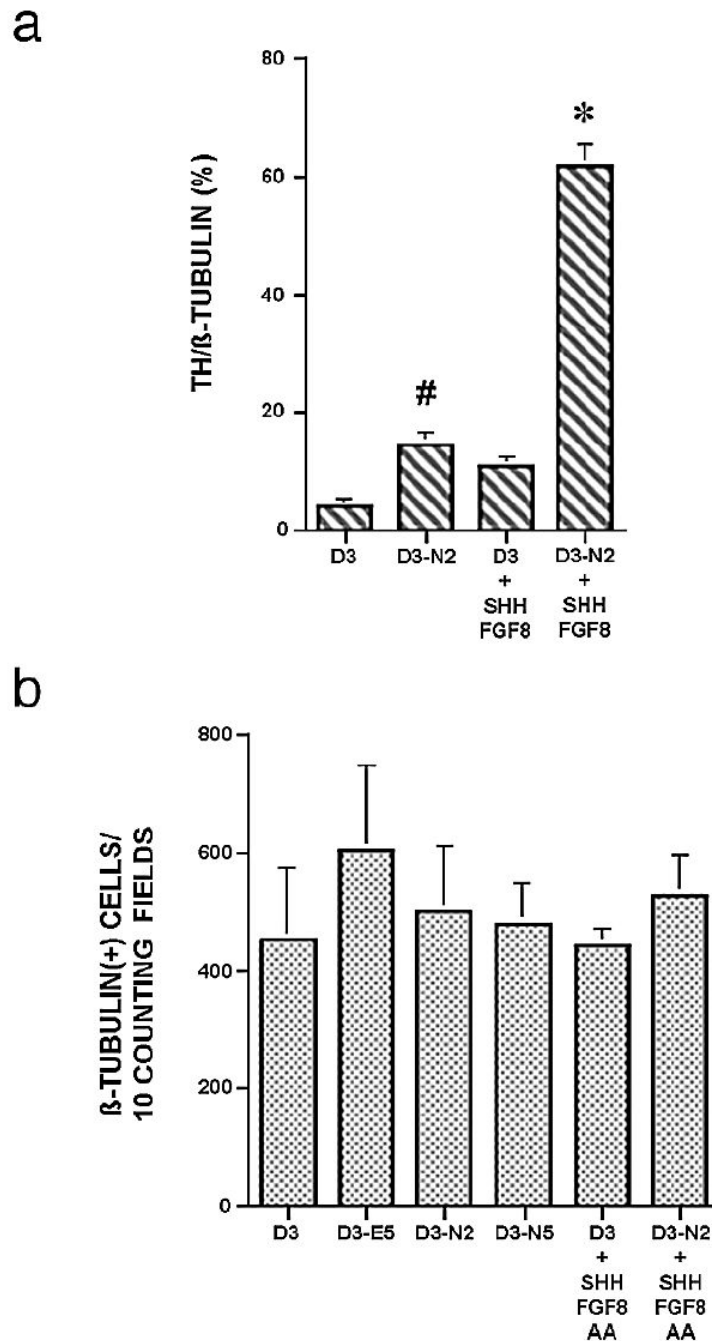 a
TH/ß-TUBULIN (%)
80
60
40
20
0
#
*
D3
D3-N2
D3
+
SHH
FGF8
D3-N2
+
SHH
FGF8
b
ß-TUBULIN(+) CELLS/
10 COUNTING FIELDS
800
600
400
200
0
D3
D3-E5
D3-N2
D3-N5
D3
+
SHH
FGF8
AA
D3-N2
+
SHH
FGF8
AA